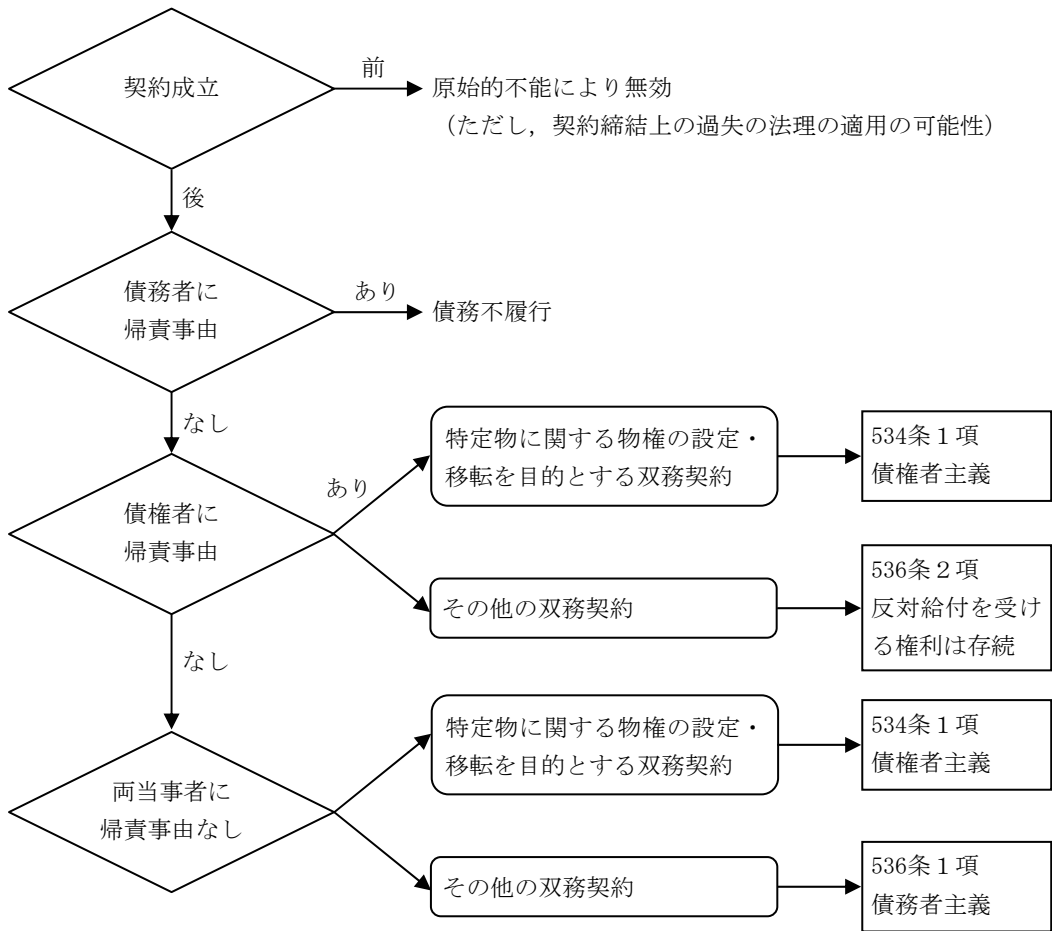 契約成立
前
原始的不能により無効
（ただし，契約締結上の過失の法理の適用の可能性）
後
債務者に
帰責事由
あり
債務不履行
なし
債権者に
帰責事由
あり
特定物に関する物権の設定・
移転を目的とする双務契約
534条１項
債権者主義
その他の双務契約
536条２項
反対給付を受け
る権利は存続
なし
両当事者に
帰責事由なし
特定物に関する物権の設定・
移転を目的とする双務契約
534条１項
債権者主義
その他の双務契約
536条１項
債務者主義